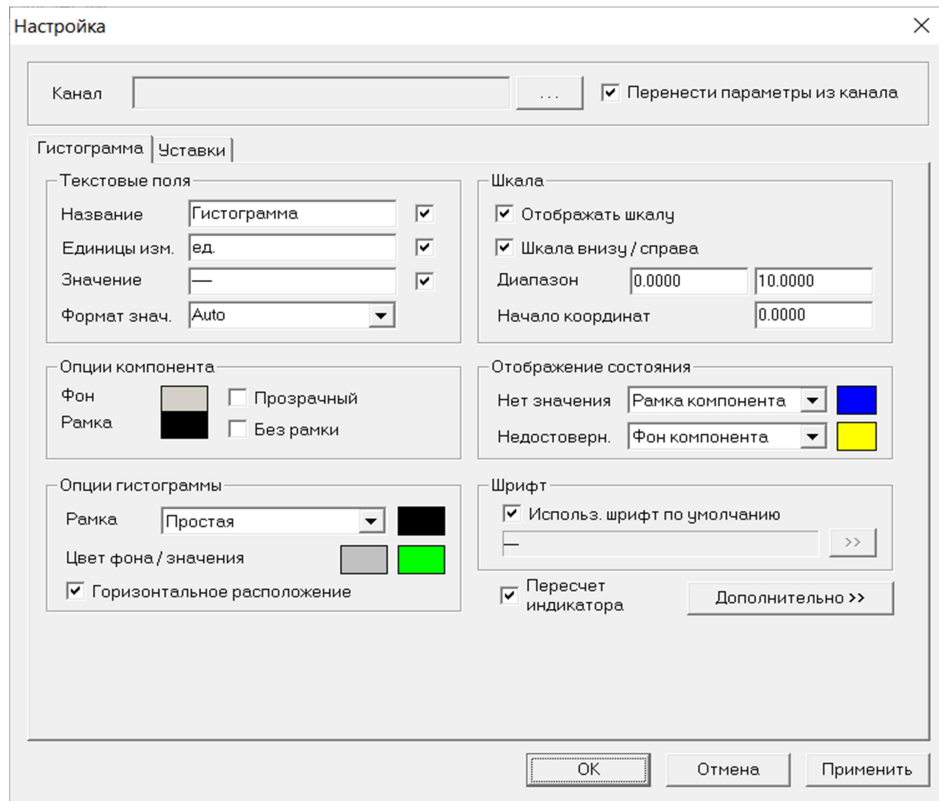 Настройка
Канал
...
Перенести параметры из канала
Гистограмма
Уставки
Текстовые поля
Название
Гистограмма
Единицы изм.
ед.
Значение
—
Формат знач.
Auto
Шкала
Отображать шкалу
Шкала внизу / справа
Диапазон
0.0000
10.0000
Начало координат
0.0000
Опции компонента
Фон
Прозрачный
Рамка
Без рамки
Отображение состояния
Нет значения
Рамка компонента
Недостоверн.
Фон компонента
Опции гистограммы
Рамка
Простая
Цвет фона / значения
Горизонтальное расположение
Шрифт
Использ. шрифт по умолчанию
—
>>
Пересчет
индикатора
Дополнительно >>
OK
Отмена
Применить